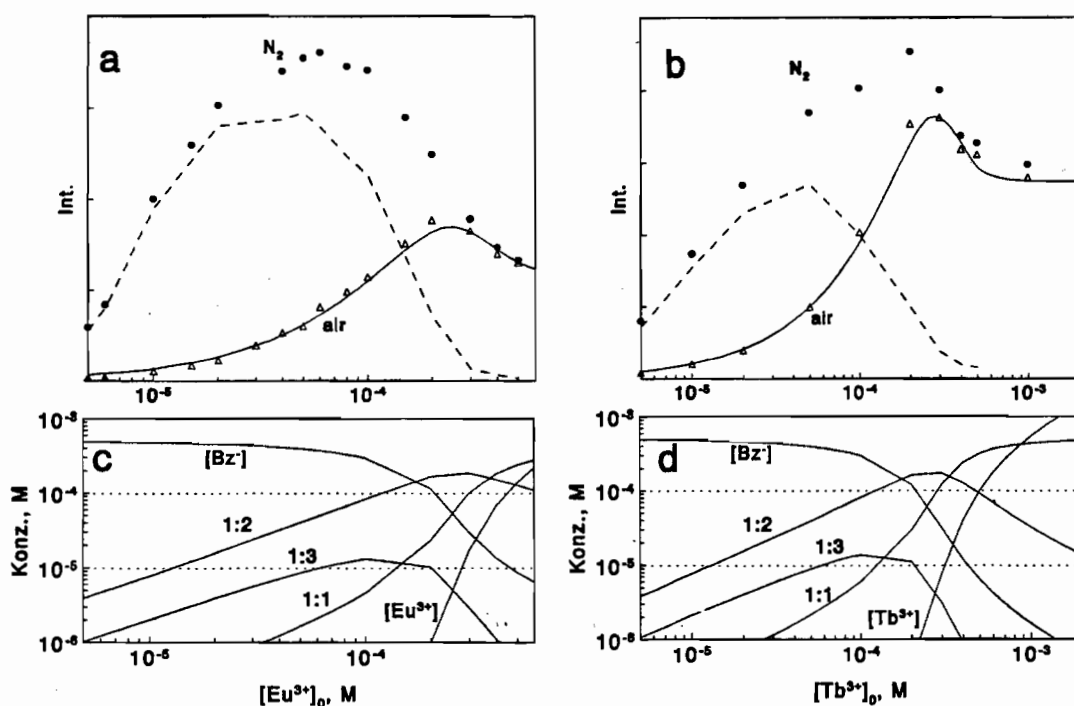 a
N₂
Int.
air
10⁻⁵
10⁻⁴
b
N₂
Int.
air
10⁻⁵
10⁻⁴
10⁻³
c
10⁻³
10⁻⁴
10⁻⁵
10⁻⁶
Konz., M
[Bz⁻]
1:2
1:3
1:1
[Eu³⁺]
10⁻⁵
10⁻⁴
[Eu³⁺]₀, M
d
10⁻³
10⁻⁴
10⁻⁵
10⁻⁶
Konz., M
[Bz⁻]
1:2
1:3
1:1
[Tb³⁺]
10⁻⁵
10⁻⁴
10⁻³
[Tb³⁺]₀, M